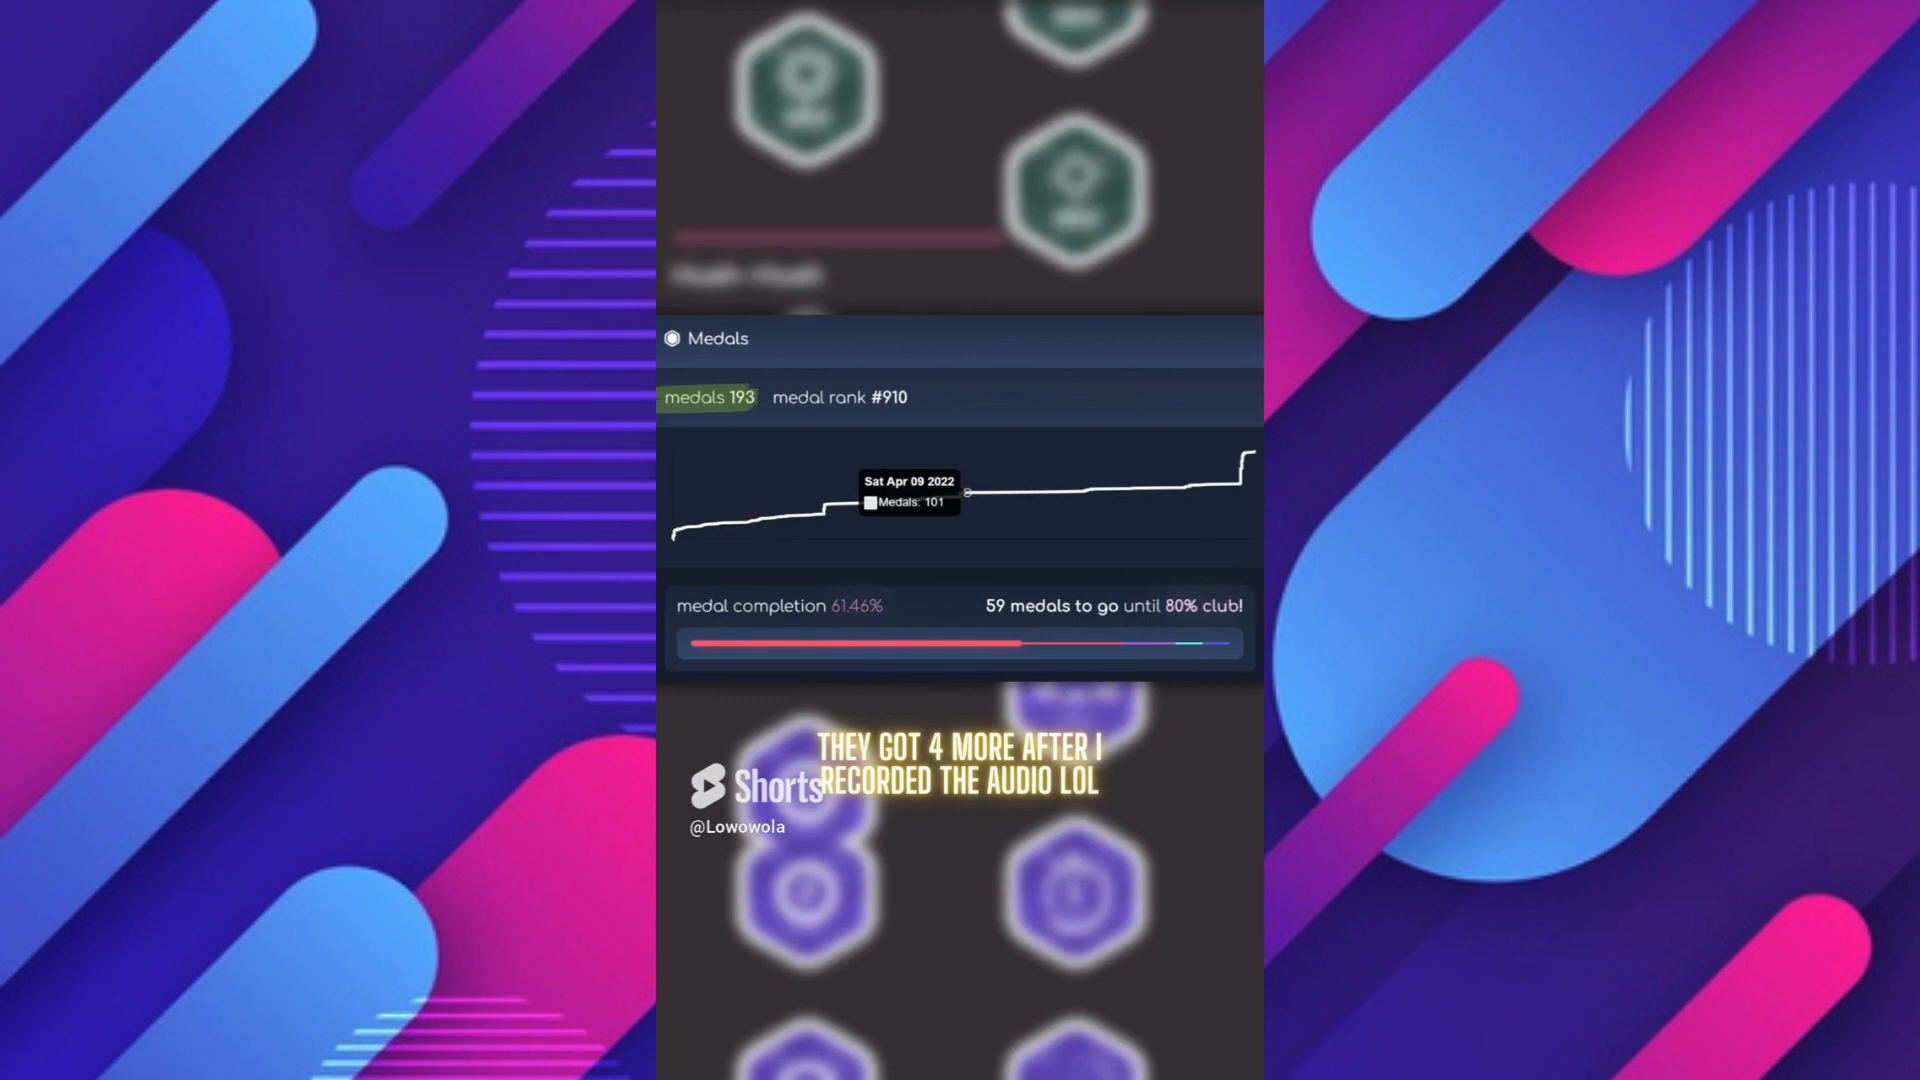 Medals
medals 193 medal rank #910
Sat Apr 09 2022
Medals: 101
medal completion 61.46% 59 medals to go until 80% club!
THEY GOT 4 MORE AFTER I
RECORDED THE AUDIO LOL
Shorts
@Lowowola